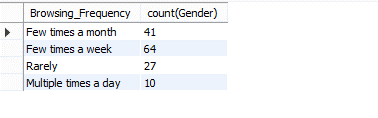 Browsing_Frequency count(Gender)
Few times a month 41
Few times a week 64
Rarely 27
Multiple times a day 10